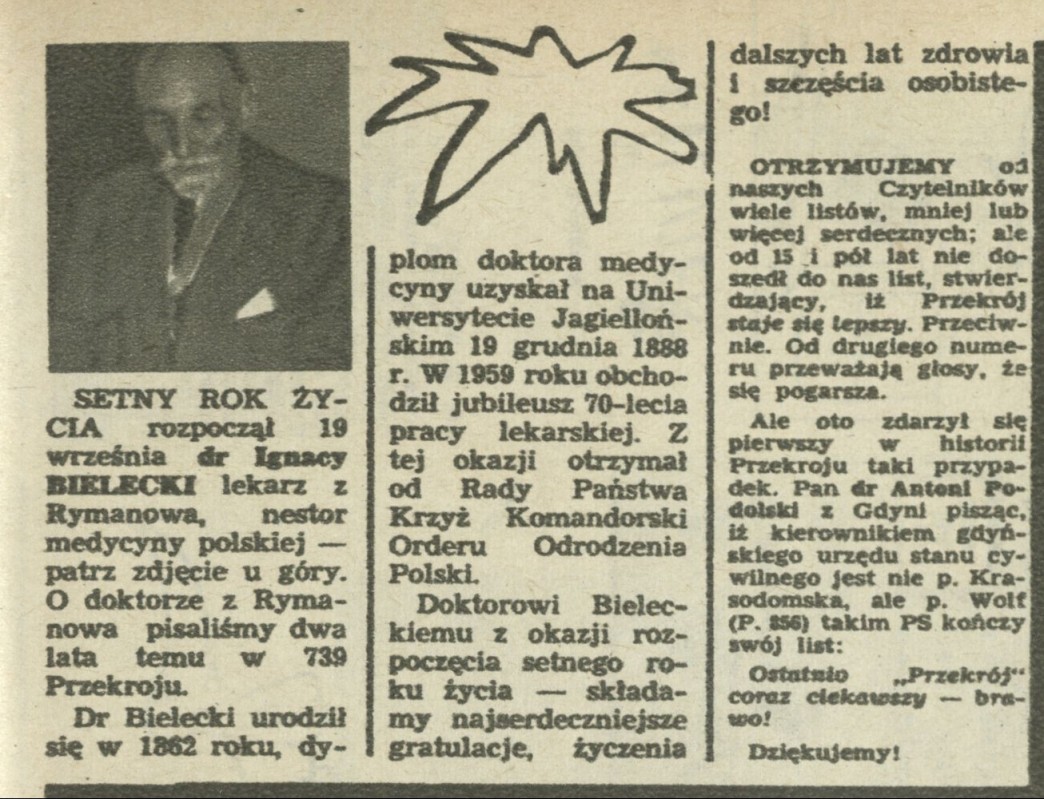 SETNY ROK ŻY-
CIA rozpoczął 19
września dr Ignacy
BIELECKI lekarz z
Rymanowa, nestor
medycyny polskiej —
patrz zdjęcie u góry.
O doktorze z Ryma-
nowa pisaliśmy dwa
lata temu w 739
Przekroju.
Dr Bielecki urodził
się w 1862 roku, dy-
plom doktora medy-
cyny uzyskał na Uni-
wersytecie Jagielloń-
skim 19 grudnia 1888
r. W 1959 roku obcho-
dził jubileusz 70-lecia
pracy lekarskiej. Z
tej okazji otrzymał
od Rady Państwa
Krzyż Komandorski
Orderu Odrodzenia
Polski.
Doktorowi Bielec-
kiemu z okazji roz-
poczęcia setnego ro-
ku życia — składa-
my najserdeczniejsze
gratulacje, życzenia
dalszych lat zdrowia
i szczęścia osobiste-
go!
OTRZYMUJEMY od
naszych Czytelników
wiele listów, mniej lub
więcej serdecznych; ale
od 15 i pół lat nie do-
szedł do nas list, stwier-
dzający, iż Przekrój
staje się lepszy. Przeciw-
nie. Od drugiego nume-
ru przeważają głosy, że
się pogarsza.
Ale oto zdarzył się
pierwszy w historii
Przekroju taki przypa-
dek. Pan dr Antoni Po-
dolski z Gdyni pisząc,
iż kierownikiem gdyń-
skiego urzędu stanu cy-
wilnego jest nie p. Kra-
sodomska, ale p. Wolf
(P. 856) takim PS kończy
swój list:
Ostatnio „Przekrój"
coraz ciekawszy — bra-
wo!
Dziękujemy!